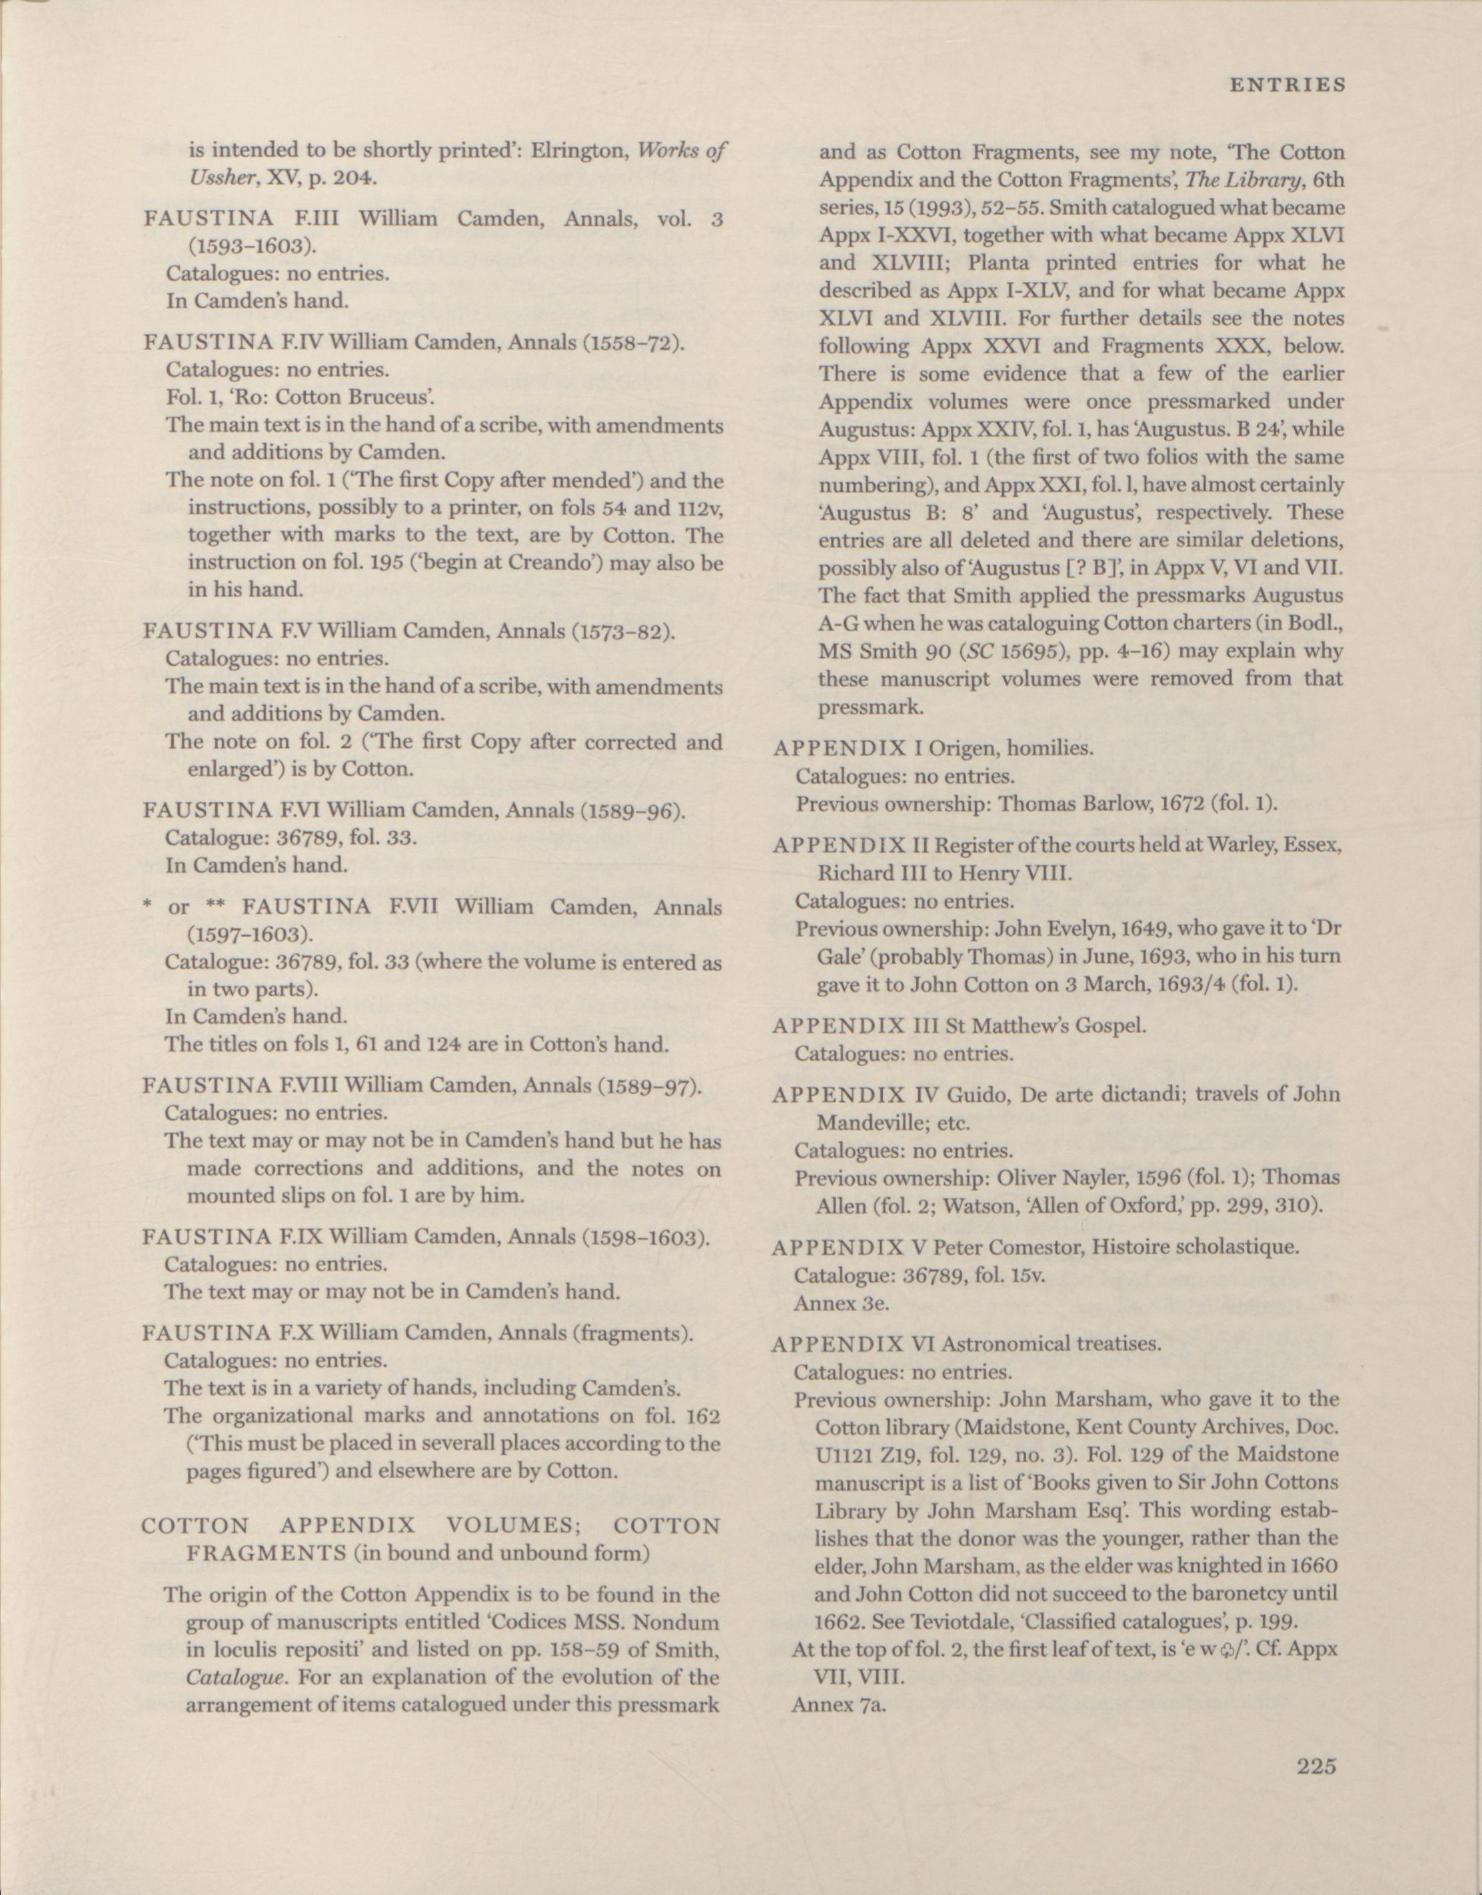 ENTRIES
is intended to be shortly printed’: Elrington, Works of
Ussher, XV, p. 204.
FAUSTINA F.III William Camden, Annals, vol. 3
(1593–1603).
Catalogues: no entries.
In Camden’s hand.
FAUSTINA F.IV William Camden, Annals (1558–72).
Catalogues: no entries.
Fol. 1, ‘Ro: Cotton Bruceus’.
The main text is in the hand of a scribe, with amendments
and additions by Camden.
The note on fol. 1 (‘The first Copy after mended’) and the
instructions, possibly to a printer, on fols 54 and 112v,
together with marks to the text, are by Cotton. The
instruction on fol. 195 (‘begin at Creando’) may also be
in his hand.
FAUSTINA F.V William Camden, Annals (1573–82).
Catalogues: no entries.
The main text is in the hand of a scribe, with amendments
and additions by Camden.
The note on fol. 2 (‘The first Copy after corrected and
enlarged’) is by Cotton.
FAUSTINA F.VI William Camden, Annals (1589–96).
Catalogue: 36789, fol. 33.
In Camden’s hand.
* or ** FAUSTINA F.VII William Camden, Annals
(1597–1603).
Catalogue: 36789, fol. 33 (where the volume is entered as
in two parts).
In Camden’s hand.
The titles on fols 1, 61 and 124 are in Cotton’s hand.
FAUSTINA F.VIII William Camden, Annals (1589–97).
Catalogues: no entries.
The text may or may not be in Camden’s hand but he has
made corrections and additions, and the notes on
mounted slips on fol. 1 are by him.
FAUSTINA F.IX William Camden, Annals (1598–1603).
Catalogues: no entries.
The text may or may not be in Camden’s hand.
FAUSTINA F.X William Camden, Annals (fragments).
Catalogues: no entries.
The text is in a variety of hands, including Camden’s.
The organizational marks and annotations on fol. 162
(‘This must be placed in severall places according to the
pages figured’) and elsewhere are by Cotton.
COTTON APPENDIX VOLUMES; COTTON
FRAGMENTS (in bound and unbound form)
The origin of the Cotton Appendix is to be found in the
group of manuscripts entitled ‘Codices MSS. Nondum
in loculis repositi’ and listed on pp. 158–59 of Smith,
Catalogue. For an explanation of the evolution of the
arrangement of items catalogued under this pressmark
and as Cotton Fragments, see my note, ‘The Cotton
Appendix and the Cotton Fragments’, The Library, 6th
series, 15 (1993), 52–55. Smith catalogued what became
Appx I-XXVI, together with what became Appx XLVI
and XLVIII; Planta printed entries for what he
described as Appx I-XLV, and for what became Appx
XLVI and XLVIII. For further details see the notes
following Appx XXVI and Fragments XXX, below.
There is some evidence that a few of the earlier
Appendix volumes were once pressmarked under
Augustus: Appx XXIV, fol. 1, has ‘Augustus. B 24’, while
Appx VIII, fol. 1 (the first of two folios with the same
numbering), and Appx XXI, fol. l, have almost certainly
‘Augustus B: 8’ and ‘Augustus’, respectively. These
entries are all deleted and there are similar deletions,
possibly also of ‘Augustus [? B]’, in Appx V, VI and VII.
The fact that Smith applied the pressmarks Augustus
A-G when he was cataloguing Cotton charters (in Bodl.,
MS Smith 90 (SC 15695), pp. 4–16) may explain why
these manuscript volumes were removed from that
pressmark.
APPENDIX I Origen, homilies.
Catalogues: no entries.
Previous ownership: Thomas Barlow, 1672 (fol. 1).
APPENDIX II Register of the courts held at Warley, Essex,
Richard III to Henry VIII.
Catalogues: no entries.
Previous ownership: John Evelyn, 1649, who gave it to ‘Dr
Gale’ (probably Thomas) in June, 1693, who in his turn
gave it to John Cotton on 3 March, 1693/4 (fol. 1).
APPENDIX III St Matthew’s Gospel.
Catalogues: no entries.
APPENDIX IV Guido, De arte dictandi; travels of John
Mandeville; etc.
Catalogues: no entries.
Previous ownership: Oliver Nayler, 1596 (fol. 1); Thomas
Allen (fol. 2; Watson, ‘Allen of Oxford,’ pp. 299, 310).
APPENDIX V Peter Comestor, Histoire scholastique.
Catalogue: 36789, fol. 15v.
Annex 3e.
APPENDIX VI Astronomical treatises.
Catalogues: no entries.
Previous ownership: John Marsham, who gave it to the
Cotton library (Maidstone, Kent County Archives, Doc.
U1121 Z19, fol. 129, no. 3). Fol. 129 of the Maidstone
manuscript is a list of ‘Books given to Sir John Cottons
Library by John Marsham Esq’. This wording estab-
lishes that the donor was the younger, rather than the
elder, John Marsham, as the elder was knighted in 1660
and John Cotton did not succeed to the baronetcy until
1662. See Teviotdale, ‘Classified catalogues’, p. 199.
At the top of fol. 2, the first leaf of text, is ‘e w ♧/’. Cf. Appx
VII, VIII.
Annex 7a.
225